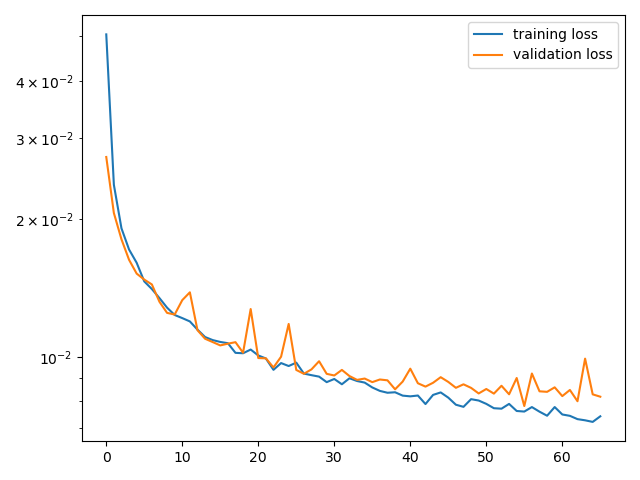 training loss
validation loss
4 × 10⁻²
3 × 10⁻²
2 × 10⁻²
10⁻²
0 10 20 30 40 50 60